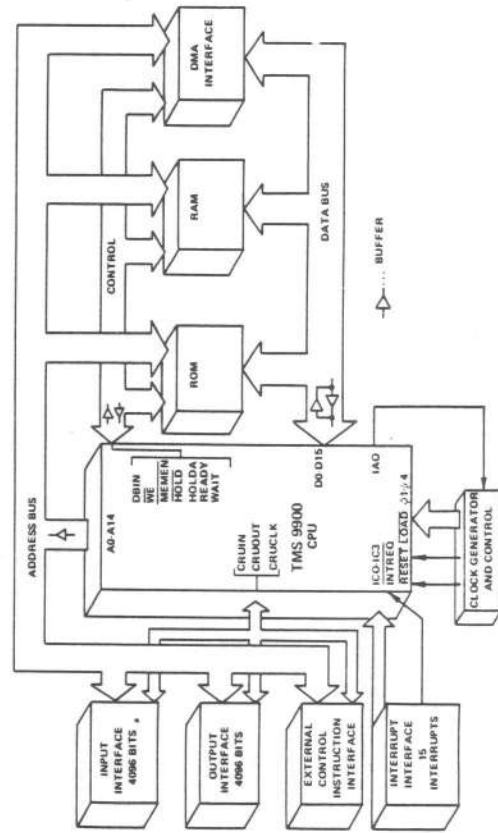 ADDRESS BUS
A0-A14
DBIN
WE
MEMEN
HOLD
HOLDA
READY
WAIT
CONTROL
ROM
RAM
DMA
INTERFACE
DATA BUS
D0 D15
BUFFER
CRUIN
CRUOUT
CRUCLK
TMS 9900
CPU
IAQ
IC0-IC3
INTREQ
RESET LOAD
CLOCK GENERATOR
AND CONTROL
INPUT
INTERFACE
4096 BITS
OUTPUT
INTERFACE
4096 BITS
EXTERNAL
CONTROL
INSTRUCTION
INTERFACE
INTERRUPT
INTERFACE
15
INTERRUPTS